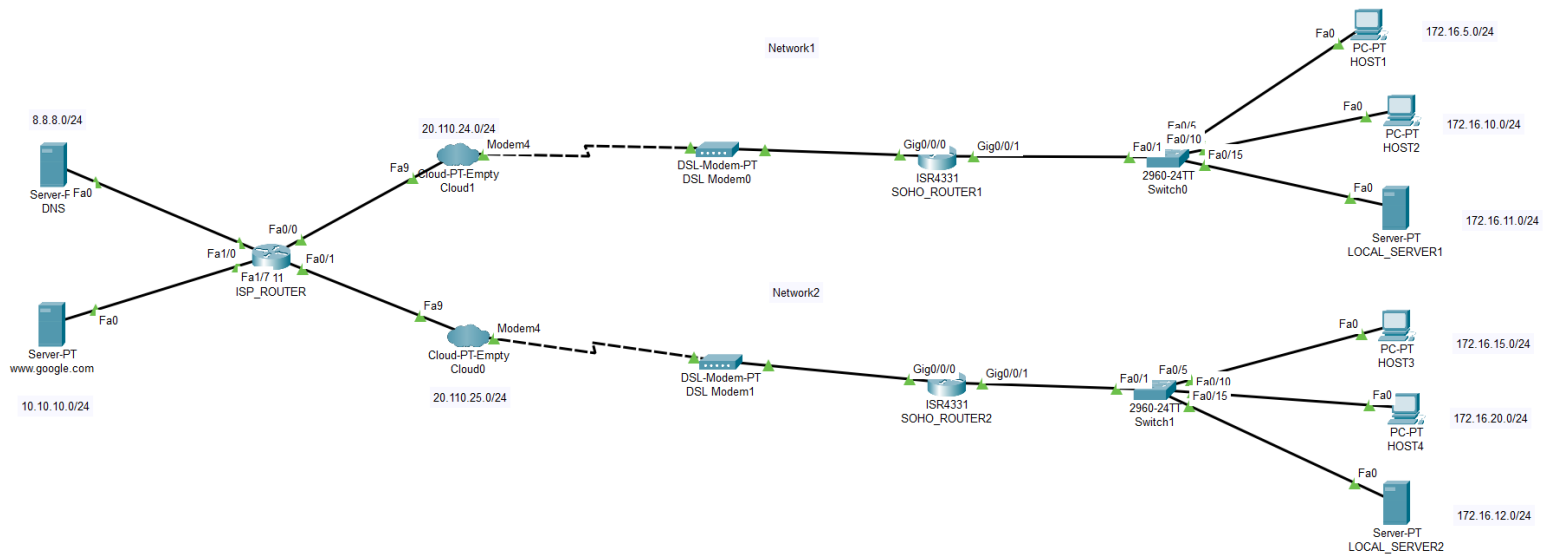 Network1
Fa0
172.16.5.0/24
PC-PT
HOST1
8.8.8.0/24
20.110.24.0/24
Modem4
Fa9
Cloud-PT-Empty
Cloud1
DSL-Modem-PT
DSL Modem0
Gig0/0/0
Gig0/0/1
ISR4331
SOHO_ROUTER1
Fa0/1
Fa0/5
Fa0/10
Fa0/15
2960-24TT
Switch0
Fa0
172.16.10.0/24
PC-PT
HOST2
Fa0
172.16.11.0/24
Server-PT
LOCAL_SERVER1
Server-F
Fa0
DNS
Fa0/0
Fa1/0
Fa0/1
Fa1/7
11
ISP_ROUTER
Fa0
Server-PT
www.google.com
10.10.10.0/24
Network2
Fa9
Modem4
Cloud-PT-Empty
Cloud0
20.110.25.0/24
DSL-Modem-PT
DSL Modem1
Gig0/0/0
Gig0/0/1
ISR4331
SOHO_ROUTER2
Fa0/1
Fa0/5
Fa0/10
Fa0/15
2960-24TT
Switch1
Fa0
172.16.15.0/24
PC-PT
HOST3
Fa0
172.16.20.0/24
PC-PT
HOST4
Fa0
172.16.12.0/24
Server-PT
LOCAL_SERVER2